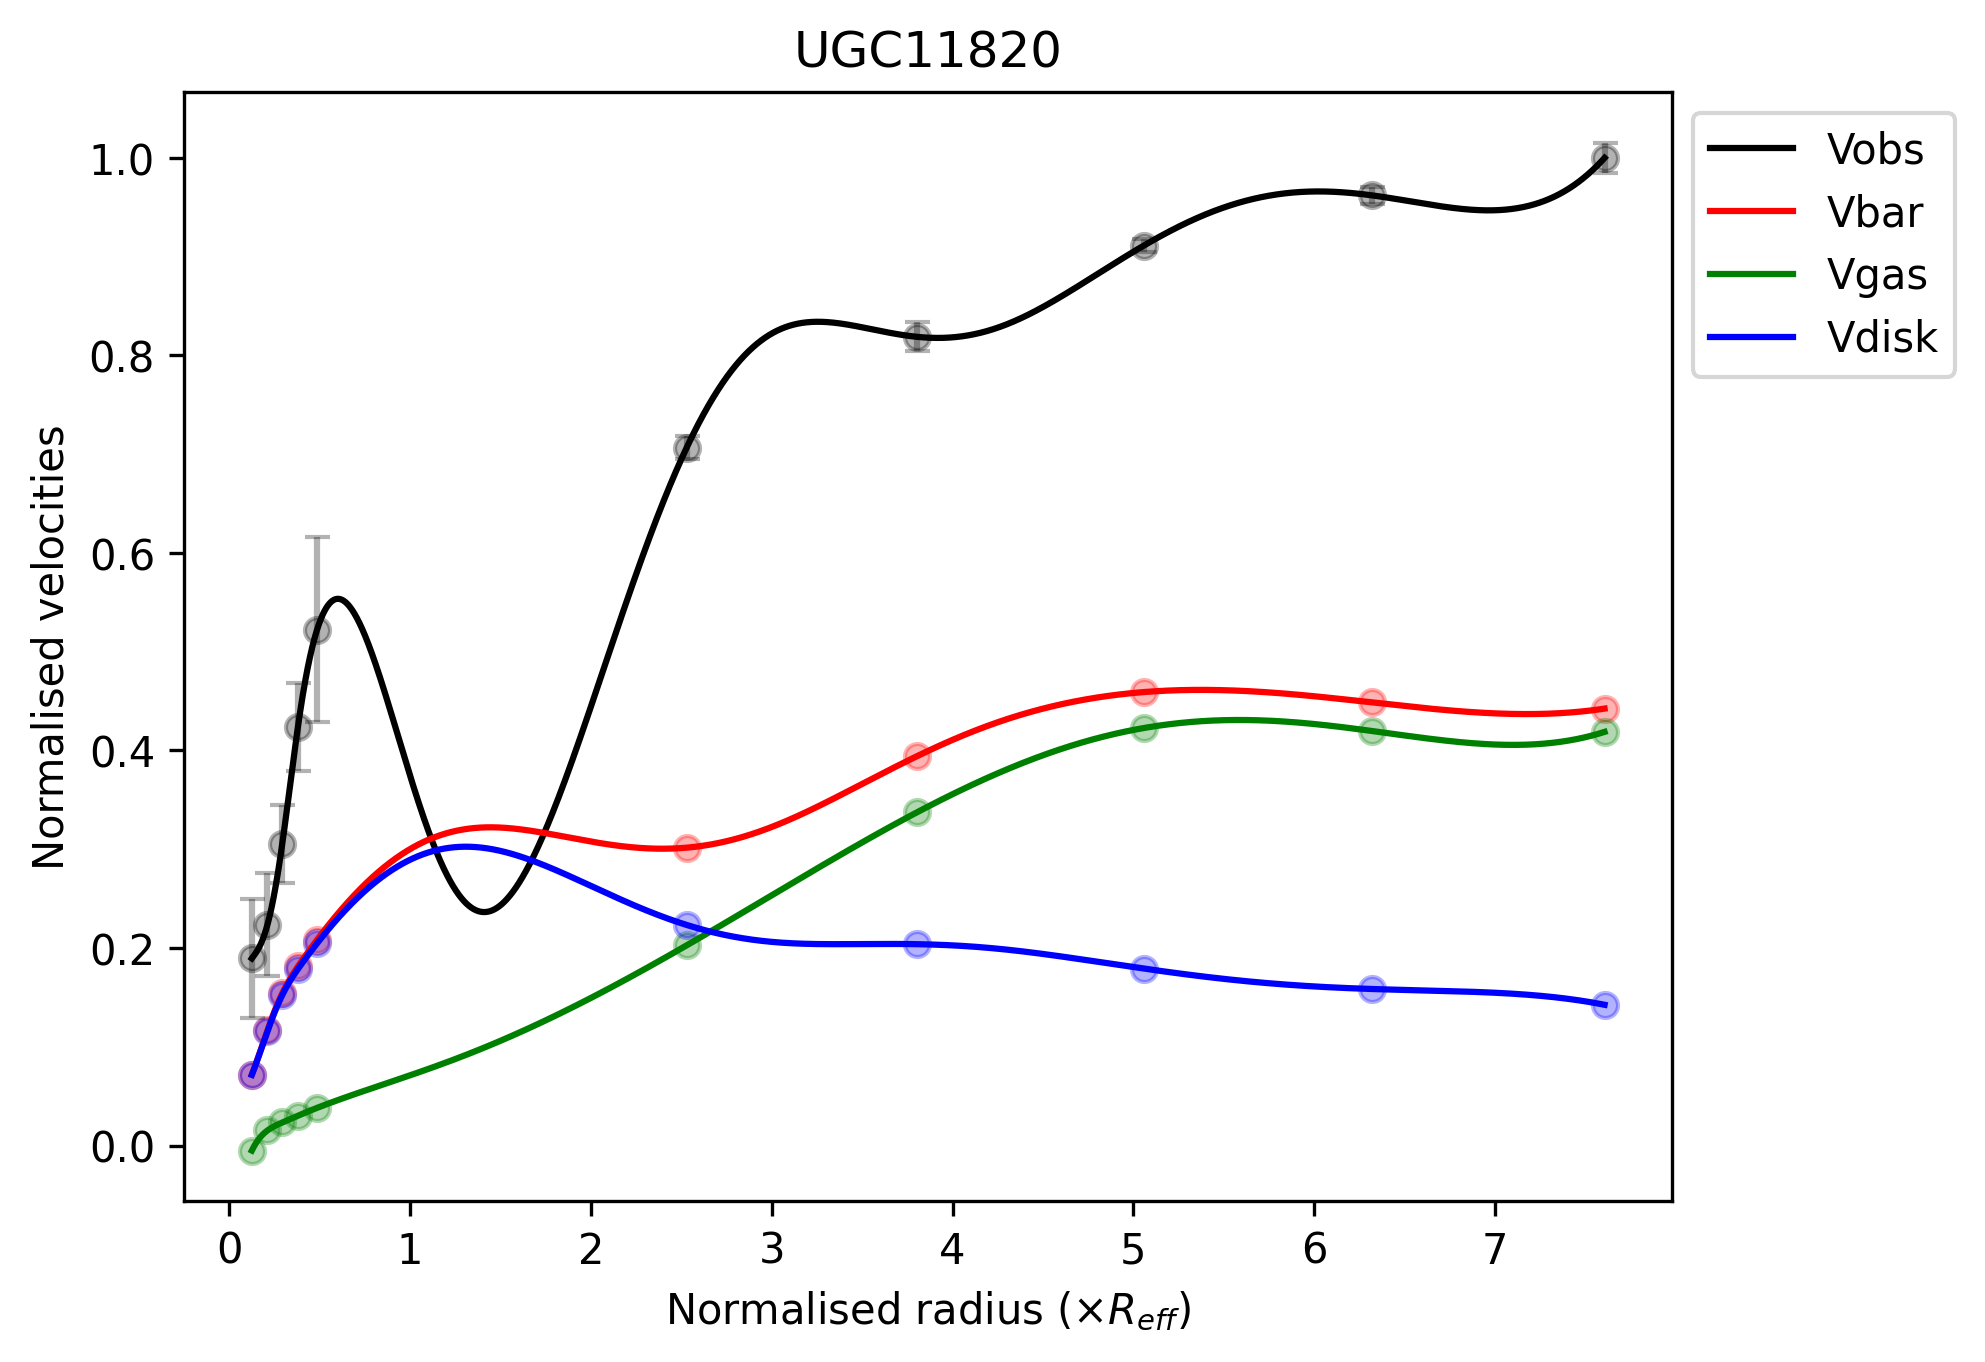 UGC11820
Vobs
Vbar
Vgas
Vdisk
Normalised velocities
1.0
0.8
0.6
0.4
0.2
0.0
0 1 2 3 4 5 6 7
Normalised radius (×R_eff)